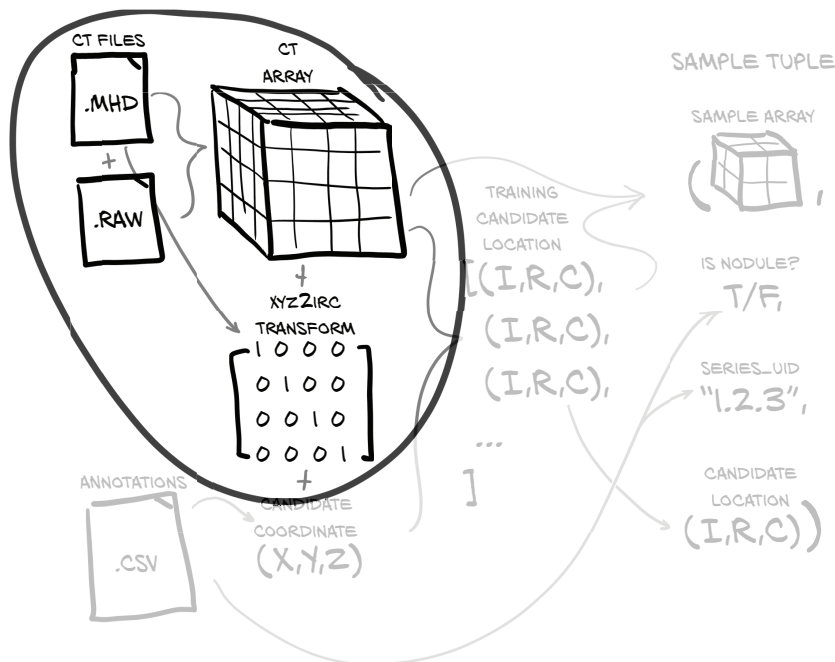 CT FILES
.MHD
+
.RAW
CT
ARRAY
+
XYZ2IRC
TRANSFORM
1 0 0 0
0 1 0 0
0 0 1 0
0 0 0 1
+
ANNOTATIONS
.CSV
CANDIDATE
COORDINATE
(X,Y,Z)
TRAINING
CANDIDATE
LOCATION
[(I,R,C),
(I,R,C),
(I,R,C),
...
]
SAMPLE TUPLE
SAMPLE ARRAY
( ,
IS NODULE?
T/F,
SERIES_UID
"1.2.3",
CANDIDATE
LOCATION
(I,R,C))